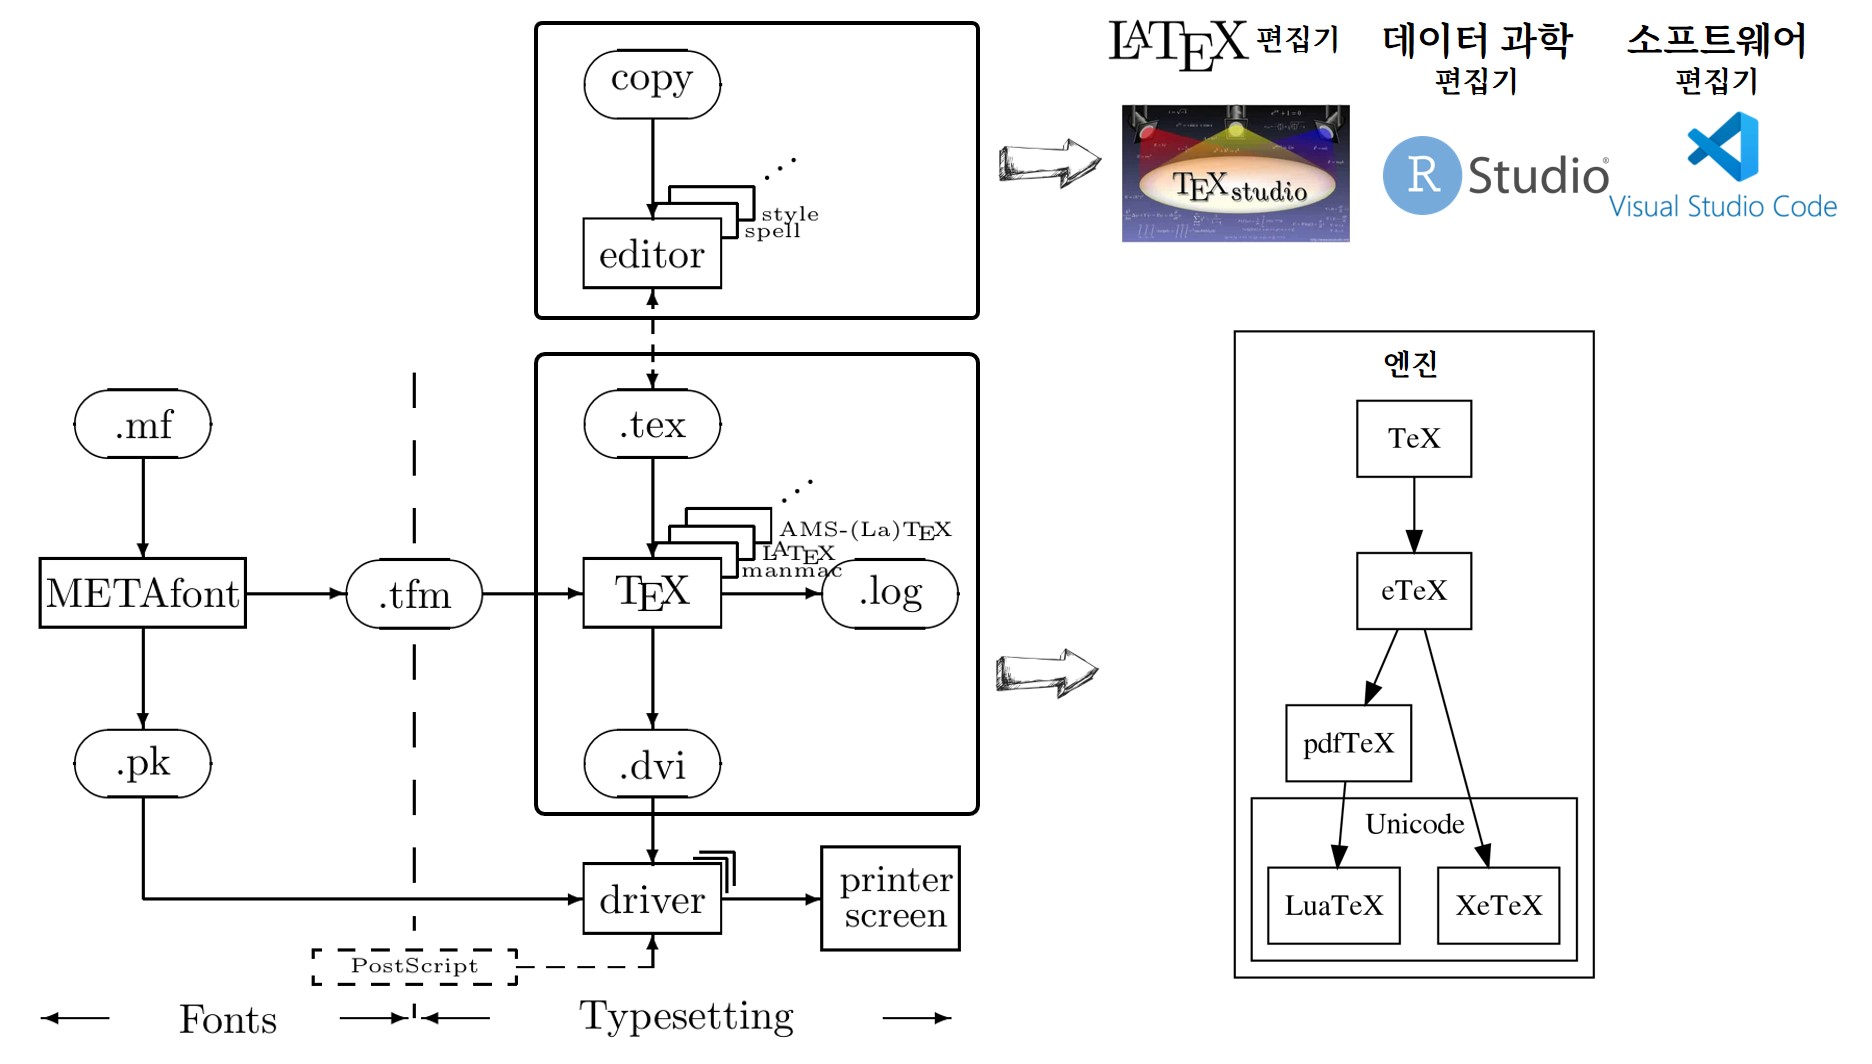 copy
style
spell
editor
LATEX 편집기
데이터 과학
편집기
소프트웨어
편집기
TEXstudio
R Studio®
Visual Studio Code
.mf
METAfont
.pk
.tfm
.tex
AMS-(La)TEX
LATEX
manmac
TEX
.log
.dvi
driver
printer
screen
PostScript
Fonts
Typesetting
엔진
TeX
eTeX
pdfTeX
Unicode
LuaTeX
XeTeX